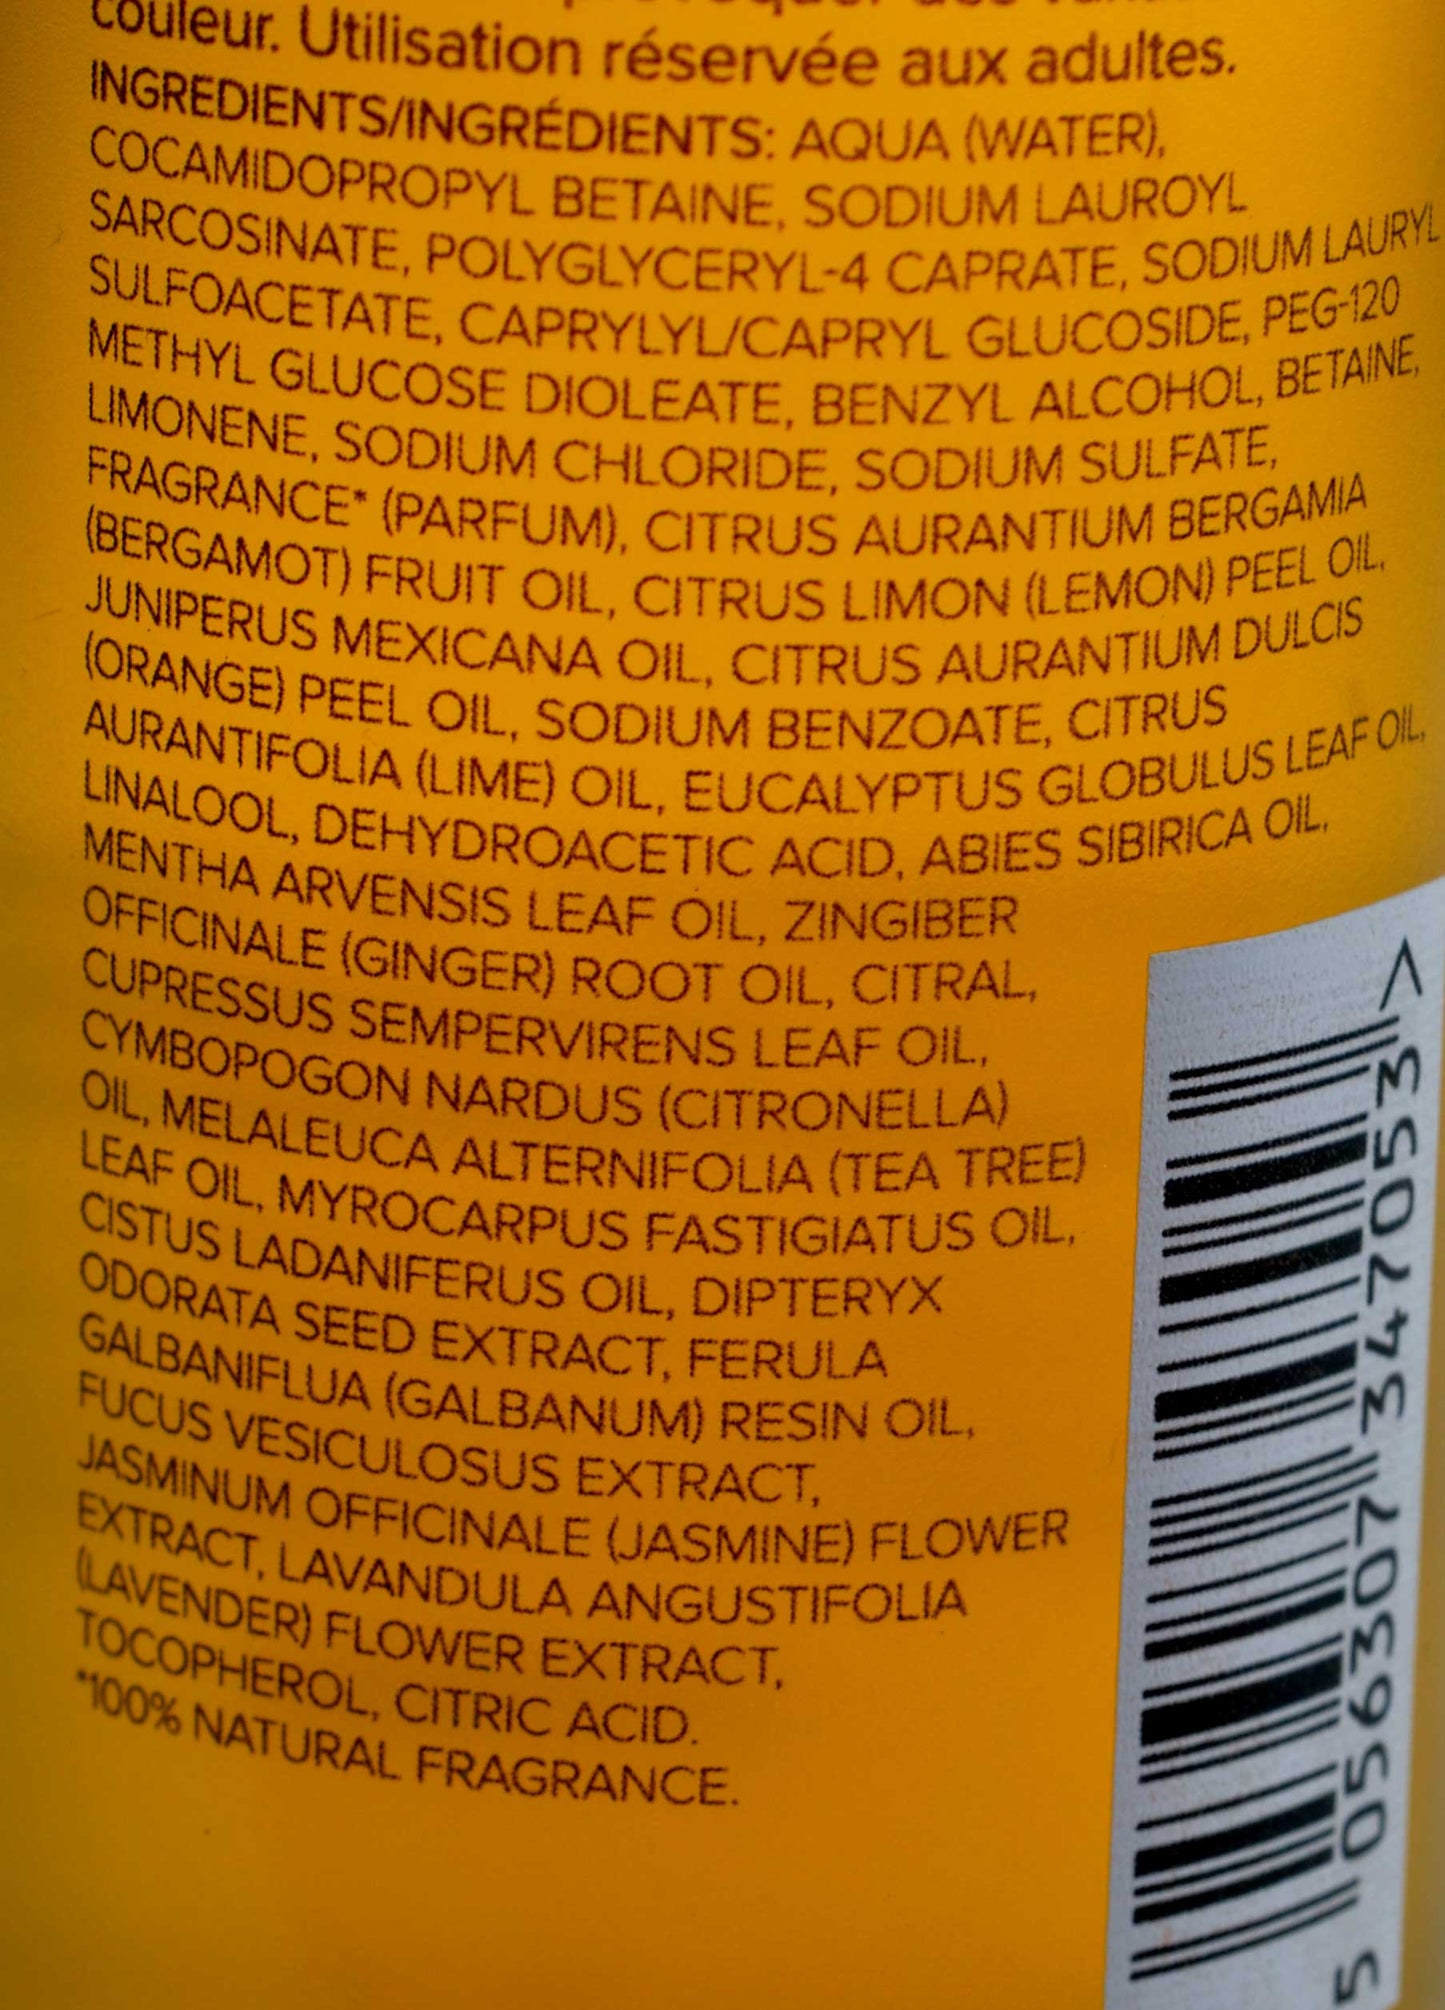 couleur. Utilisation réservée aux adultes.
INGREDIENTS/INGRÉDIENTS: AQUA (WATER),
COCAMIDOPROPYL BETAINE, SODIUM LAUROYL
SARCOSINATE, POLYGLYCERYL-4 CAPRATE, SODIUM LAURYL
SULFOACETATE, CAPRYLYL/CAPRYL GLUCOSIDE, PEG-120
METHYL GLUCOSE DIOLEATE, BENZYL ALCOHOL, BETAINE,
LIMONENE, SODIUM CHLORIDE, SODIUM SULFATE,
FRAGRANCE* (PARFUM), CITRUS AURANTIUM BERGAMIA
(BERGAMOT) FRUIT OIL, CITRUS LIMON (LEMON) PEEL OIL,
JUNIPERUS MEXICANA OIL, CITRUS AURANTIUM DULCIS
(ORANGE) PEEL OIL, SODIUM BENZOATE, CITRUS
AURANTIFOLIA (LIME) OIL, EUCALYPTUS GLOBULUS LEAF OIL,
LINALOOL, DEHYDROACETIC ACID, ABIES SIBIRICA OIL,
MENTHA ARVENSIS LEAF OIL, ZINGIBER
OFFICINALE (GINGER) ROOT OIL, CITRAL,
CUPRESSUS SEMPERVIRENS LEAF OIL,
CYMBOPOGON NARDUS (CITRONELLA)
OIL, MELALEUCA ALTERNIFOLIA (TEA TREE)
LEAF OIL, MYROCARPUS FASTIGIATUS OIL,
CISTUS LADANIFERUS OIL, DIPTERYX
ODORATA SEED EXTRACT, FERULA
GALBANIFLUA (GALBANUM) RESIN OIL,
FUCUS VESICULOSUS EXTRACT,
JASMINUM OFFICINALE (JASMINE) FLOWER
EXTRACT, LAVANDULA ANGUSTIFOLIA
(LAVENDER) FLOWER EXTRACT,
TOCOPHEROL, CITRIC ACID.
*100% NATURAL FRAGRANCE.
5 056307 347053 >